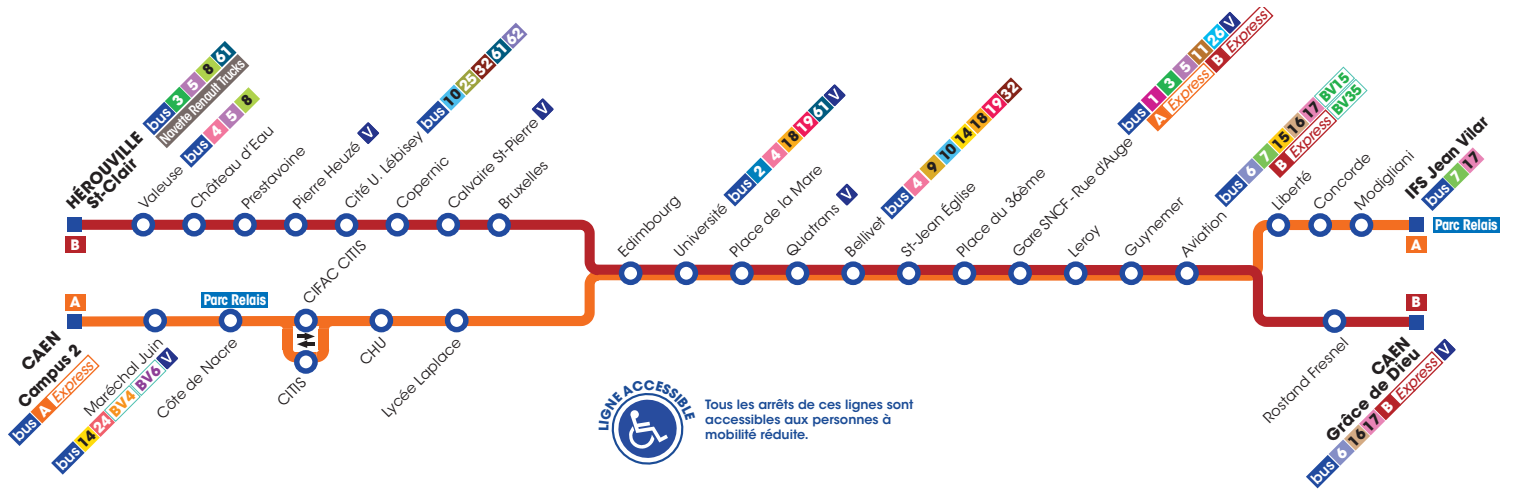 HÉROUVILLE
St-Clair
bus 3 5 8 61
Navette Renault Trucks
B
Valeuse
bus 4 5 8
Château d'Eau
Prestavoine
Pierre Heuzé V
Cité U. Lébisey
bus 10 25 32 61 62
Copernic
Calvaire St-Pierre V
Bruxelles
Edimbourg
Université
bus 2 4 18 19 61 V
Place de la Mare
Quatrans V
Bellivet
bus 4 9 10 14 18 19 32
St-Jean Église
Place du 36ème
Gare SNCF - Rue d'Auge
bus 1 3 5 11 26 V
A Express B Express
Leroy
Guynemer
Aviation
bus 6 7 15 16 17 BV15
B Express BV35
Liberté
Concorde
Modigliani
IFS Jean Vilar
bus 7 17
Parc Relais
A
A
CAEN
Campus 2
bus A Express
Maréchal Juin
bus 14 24 BV4 BV6 V
Parc Relais
Côte de Nacre
CIFAC CITIS
CITIS
CHU
Lycée Laplace
B
Rostand Fresnel
CAEN
Grâce de Dieu
bus 6 16 17 B Express V
LIGNE ACCESSIBLE
Tous les arrêts de ces lignes sont
accessibles aux personnes à
mobilité réduite.